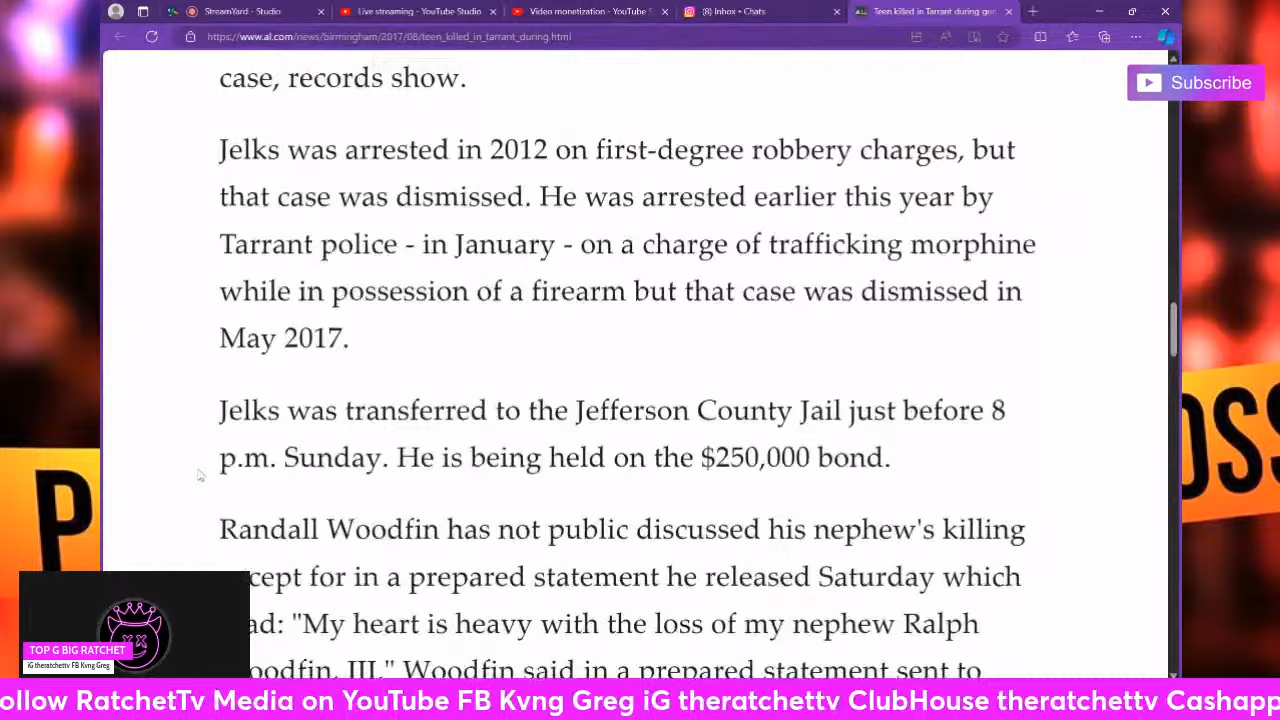 StreamYard - Studio
Live streaming - YouTube Studio
Video monetization - YouTube S
(8) Inbox • Chats
Teen killed in Tarrant during gu
https://www.al.com/news/birmingham/2017/08/teen_killed_in_tarrant_during.html
case, records show.
Subscribe
Jelks was arrested in 2012 on first-degree robbery charges, but
that case was dismissed. He was arrested earlier this year by
Tarrant police - in January - on a charge of trafficking morphine
while in possession of a firearm but that case was dismissed in
May 2017.
Jelks was transferred to the Jefferson County Jail just before 8
p.m. Sunday. He is being held on the $250,000 bond.
Randall Woodfin has not public discussed his nephew's killing
cept for in a prepared statement he released Saturday which
ad: "My heart is heavy with the loss of my nephew Ralph
oodfin, III," Woodfin said in a prepared statement sent to
P
OSS
TOP G BIG RATCHET
iG theratchettv FB Kvng Greg
ollow RatchetTv Media on YouTube FB Kvng Greg iG theratchettv ClubHouse theratchettv Cashapp